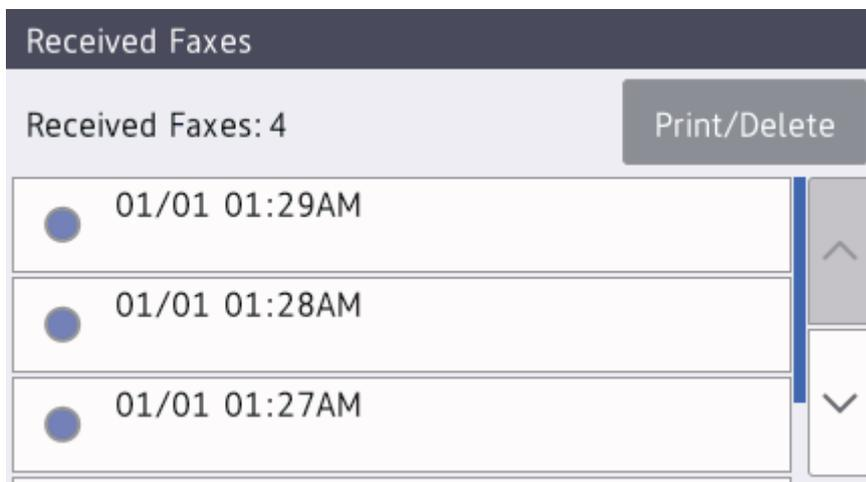 Received Faxes
Received Faxes: 4
Print/Delete
01/01 01:29AM
01/01 01:28AM
01/01 01:27AM